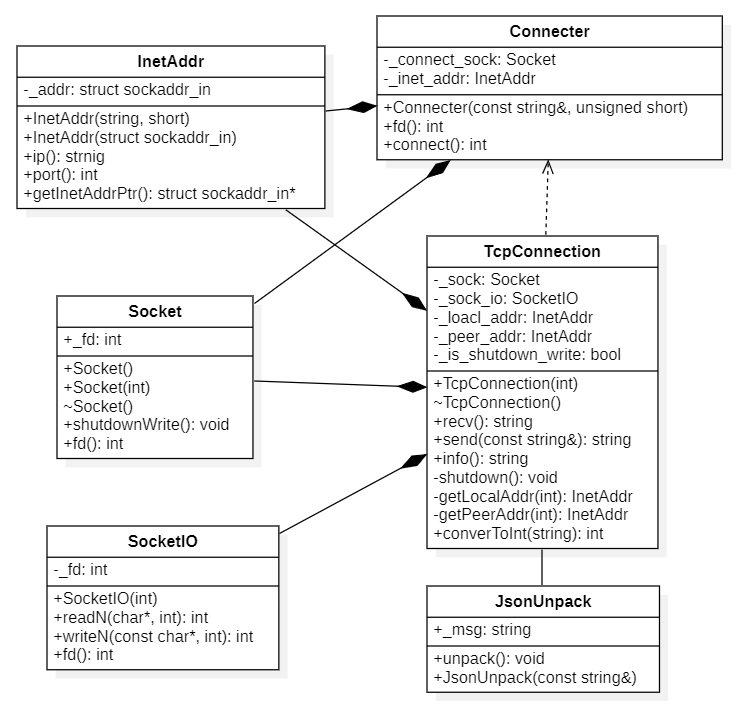 InetAddr
-_addr: struct sockaddr_in
+InetAddr(string, short)
+InetAddr(struct sockaddr_in)
+ip(): strnig
+port(): int
+getInetAddrPtr(): struct sockaddr_in*
Connecter
-_connect_sock: Socket
-_inet_addr: InetAddr
+Connecter(const string&, unsigned short)
+fd(): int
+connect(): int
TcpConnection
-_sock: Socket
-_sock_io: SocketIO
-_loacl_addr: InetAddr
-_peer_addr: InetAddr
-_is_shutdown_write: bool
+TcpConnection(int)
~TcpConnection()
+recv(): string
+send(const string&): string
+info(): string
-shutdown(): void
-getLocalAddr(int): InetAddr
-getPeerAddr(int): InetAddr
+converToInt(string): int
Socket
+_fd: int
+Socket()
+Socket(int)
~Socket()
+shutdownWrite(): void
+fd(): int
SocketIO
-_fd: int
+SocketIO(int)
+readN(char*, int): int
+writeN(const char*, int): int
+fd(): int
JsonUnpack
+_msg: string
+unpack(): void
+JsonUnpack(const string&)